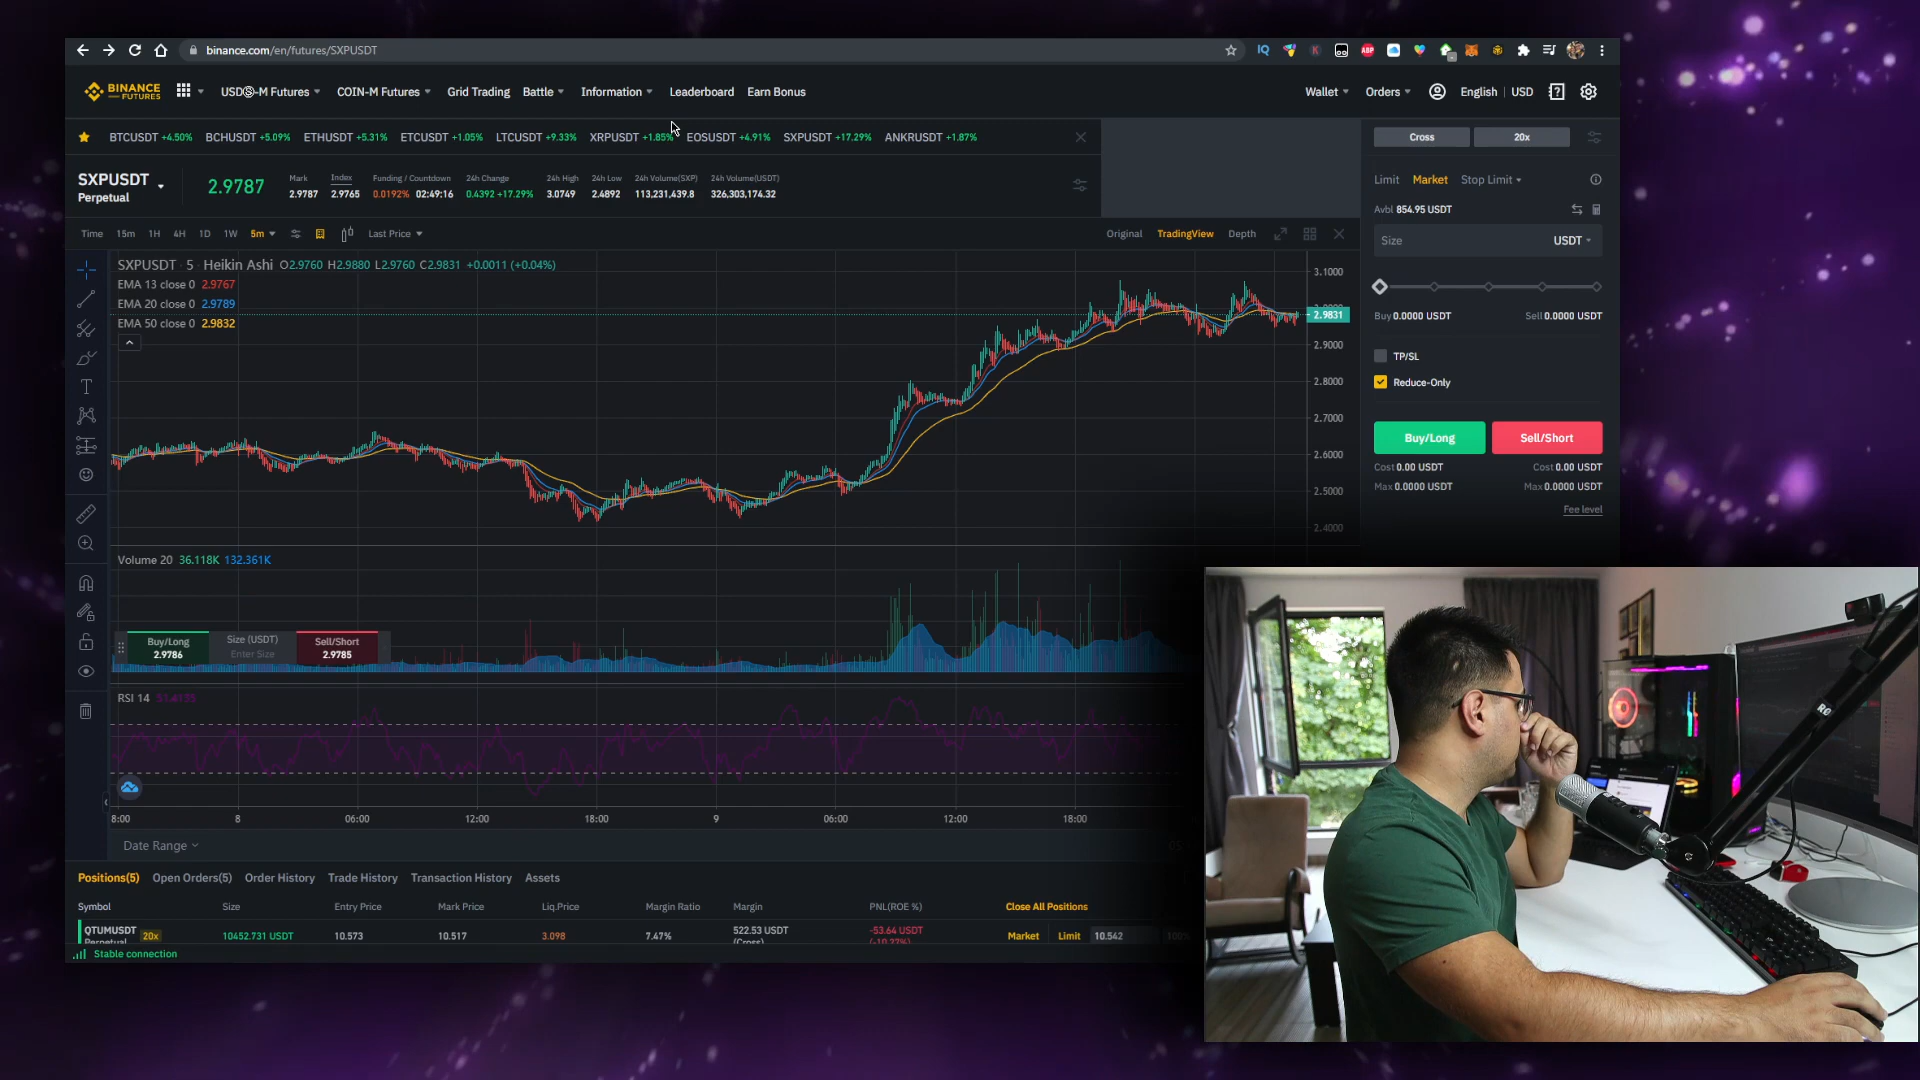 binance.com/en/futures/SXPUSDT
BINANCE FUTURES USDⓈ-M Futures COIN-M Futures Grid Trading Battle Information Leaderboard Earn Bonus Wallet Orders English USD
BTCUSDT +4.50% BCHUSDT +5.09% ETHUSDT +5.31% ETCUSDT +1.05% LTCUSDT +9.33% XRPUSDT +1.85% EOSUSDT +4.91% SXPUSDT +17.29% ANKRUSDT +1.87%
Cross 20x
SXPUSDT
Perpetual
2.9787
Mark Index Funding / Countdown 24h Change 24h High 24h Low 24h Volume(SXP) 24h Volume(USDT)
2.9787 2.9765 0.0192% 02:49:16 0.4392 +17.29% 3.0749 2.4892 113,231,439.8 326,303,174.32
Limit Market Stop Limit
Avbl 854.95 USDT
Size USDT
Buy 0.0000 USDT Sell 0.0000 USDT
TP/SL
Reduce-Only
Buy/Long Sell/Short
Cost 0.00 USDT Cost 0.00 USDT
Max 0.0000 USDT Max 0.0000 USDT
Fee level
Time 15m 1H 4H 1D 1W 5m Last Price Original TradingView Depth
SXPUSDT 5 Heikin Ashi O2.9760 H2.9880 L2.9760 C2.9831 +0.0011 (+0.04%)
EMA 13 close 0 2.9767
EMA 20 close 0 2.9789
EMA 50 close 0 2.9832
3.1000
2.9831
2.9000
2.8000
2.7000
2.6000
2.5000
2.4000
Volume 20 36.118K 132.361K
Buy/Long
2.9786
Size (USDT)
Enter Size
Sell/Short
2.9785
RSI 14
8:00 8 06:00 12:00 18:00 9 06:00 12:00 18:00
Date Range
Positions(5) Open Orders(5) Order History Trade History Transaction History Assets
Symbol Size Entry Price Mark Price Liq.Price Margin Ratio Margin PNL(ROE %) Close All Positions
QTUMUSDT 20x 10452.731 USDT 10.573 10.517 3.098 7.47% 522.53 USDT -53.64 USDT Market Limit 10.542
Perpetual (Cross)
Stable connection